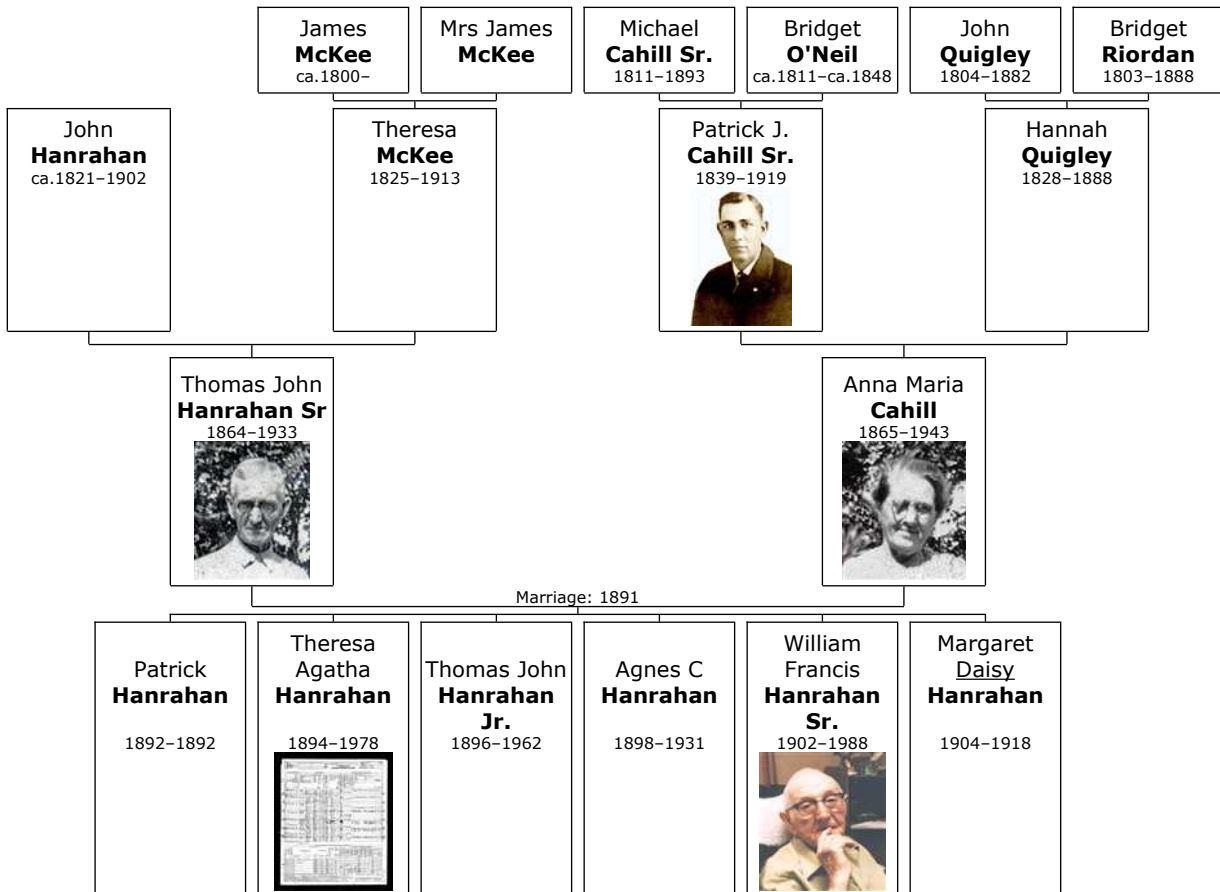 James
McKee
ca.1800–
Mrs James
McKee
Michael
Cahill Sr.
1811–1893
Bridget
O'Neil
ca.1811–ca.1848
John
Quigley
1804–1882
Bridget
Riordan
1803–1888
John
Hanrahan
ca.1821–1902
Theresa
McKee
1825–1913
Patrick J.
Cahill Sr.
1839–1919
Hannah
Quigley
1828–1888
Thomas John
Hanrahan Sr
1864–1933
Anna Maria
Cahill
1865–1943
Marriage: 1891
Patrick
Hanrahan
1892–1892
Theresa
Agatha
Hanrahan
1894–1978
Thomas John
Hanrahan
Jr.
1896–1962
Agnes C
Hanrahan
1898–1931
William
Francis
Hanrahan
Sr.
1902–1988
Margaret
Daisy
Hanrahan
1904–1918